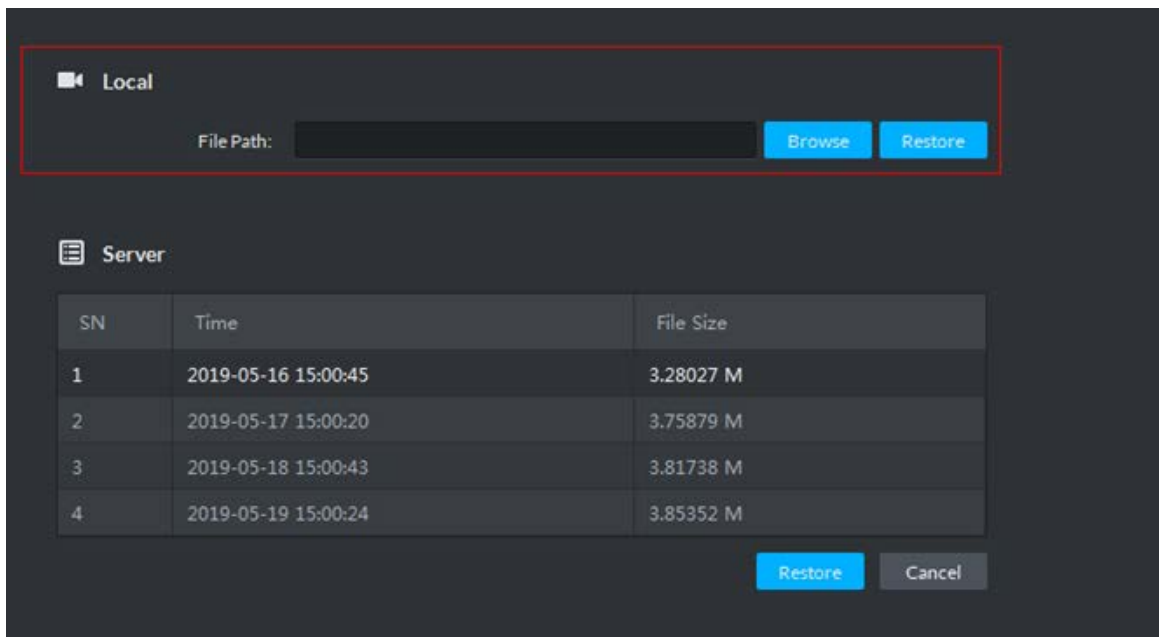 Local
File Path: Browse Restore
Server
SN Time File Size
1 2019-05-16 15:00:45 3.28027 M
2 2019-05-17 15:00:20 3.75879 M
3 2019-05-18 15:00:43 3.81738 M
4 2019-05-19 15:00:24 3.85352 M
Restore Cancel